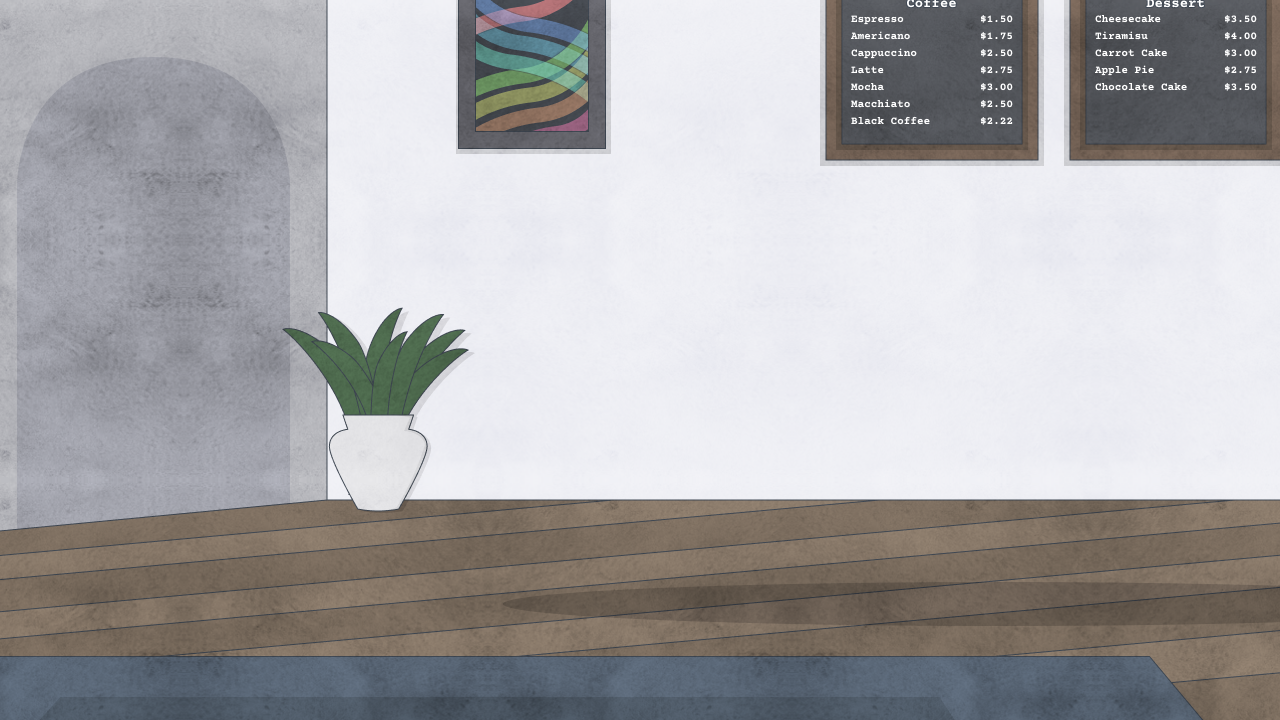 Coffee
Espresso $1.50
Americano $1.75
Cappuccino $2.50
Latte $2.75
Mocha $3.00
Macchiato $2.50
Black Coffee $2.22
Dessert
Cheesecake $3.50
Tiramisu $4.00
Carrot Cake $3.00
Apple Pie $2.75
Chocolate Cake $3.50